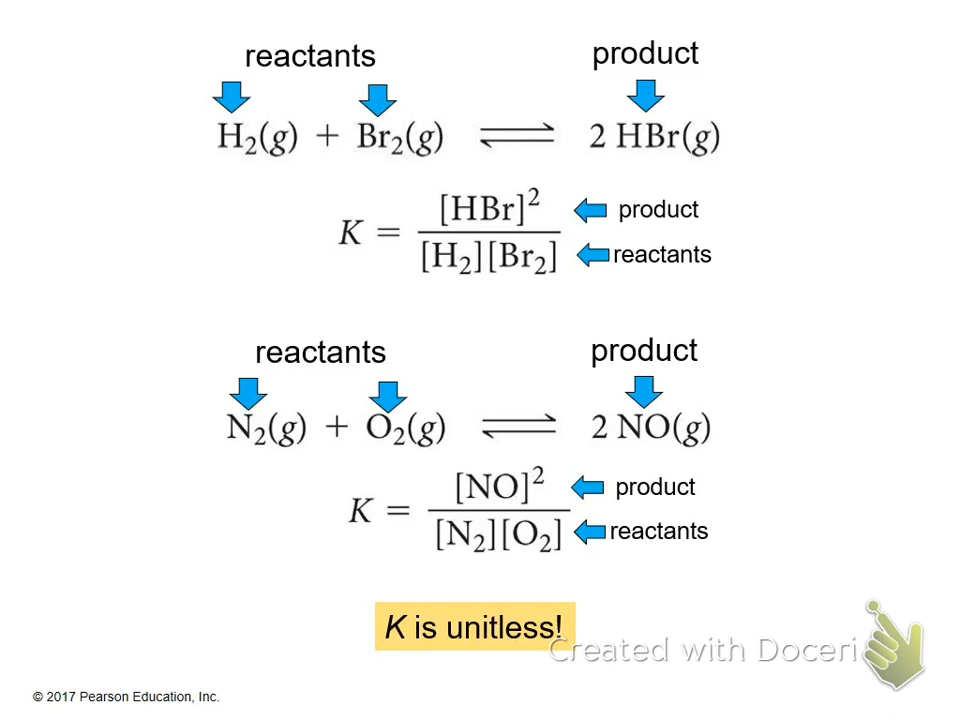 reactants product
H₂(g) + Br₂(g) ⇌ 2 HBr(g)
K = [HBr]² / [H₂][Br₂]
product
reactants
reactants product
N₂(g) + O₂(g) ⇌ 2 NO(g)
K = [NO]² / [N₂][O₂]
product
reactants
K is unitless!
Created with Doceri
© 2017 Pearson Education, Inc.